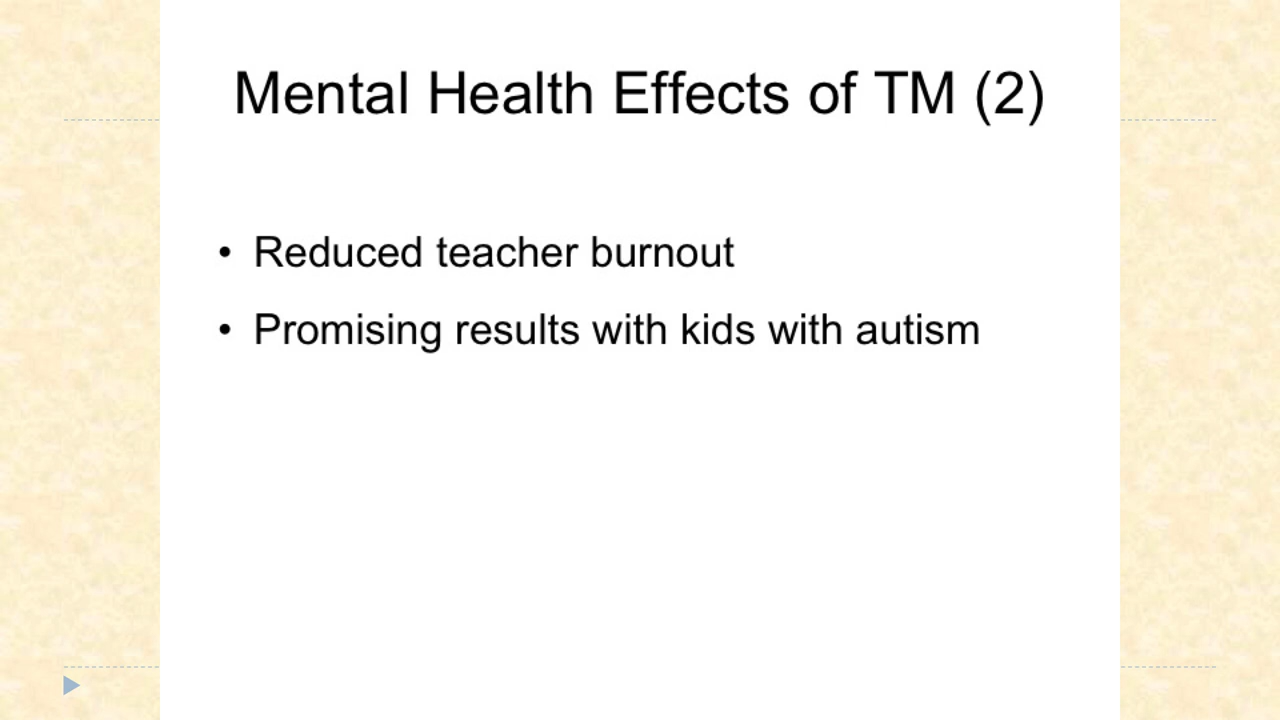 Mental Health Effects of TM (2)
• Reduced teacher burnout
• Promising results with kids with autism